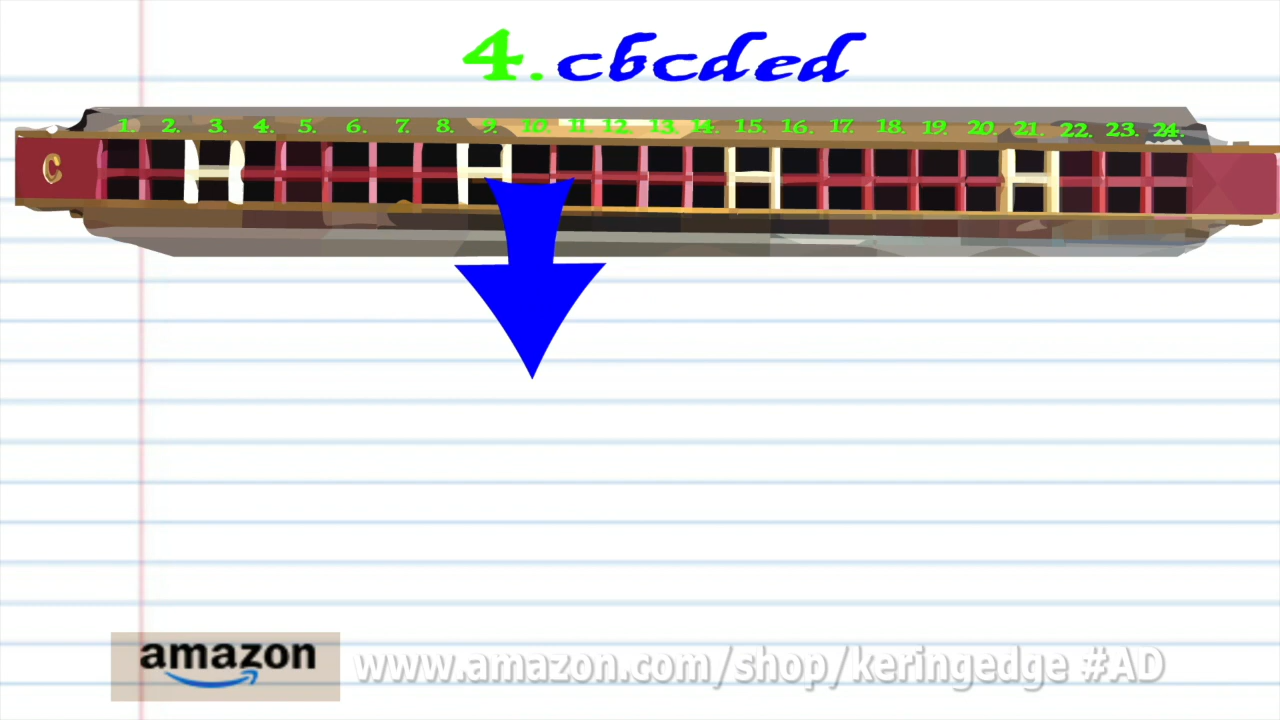 4. cbcded
1. 2. 3. 4. 5. 6. 7. 8. 9. 10. 11. 12. 13. 14. 15. 16. 17. 18. 19. 20. 21. 22. 23. 24.
C
amazon www.amazon.com/shop/keringedge #AD